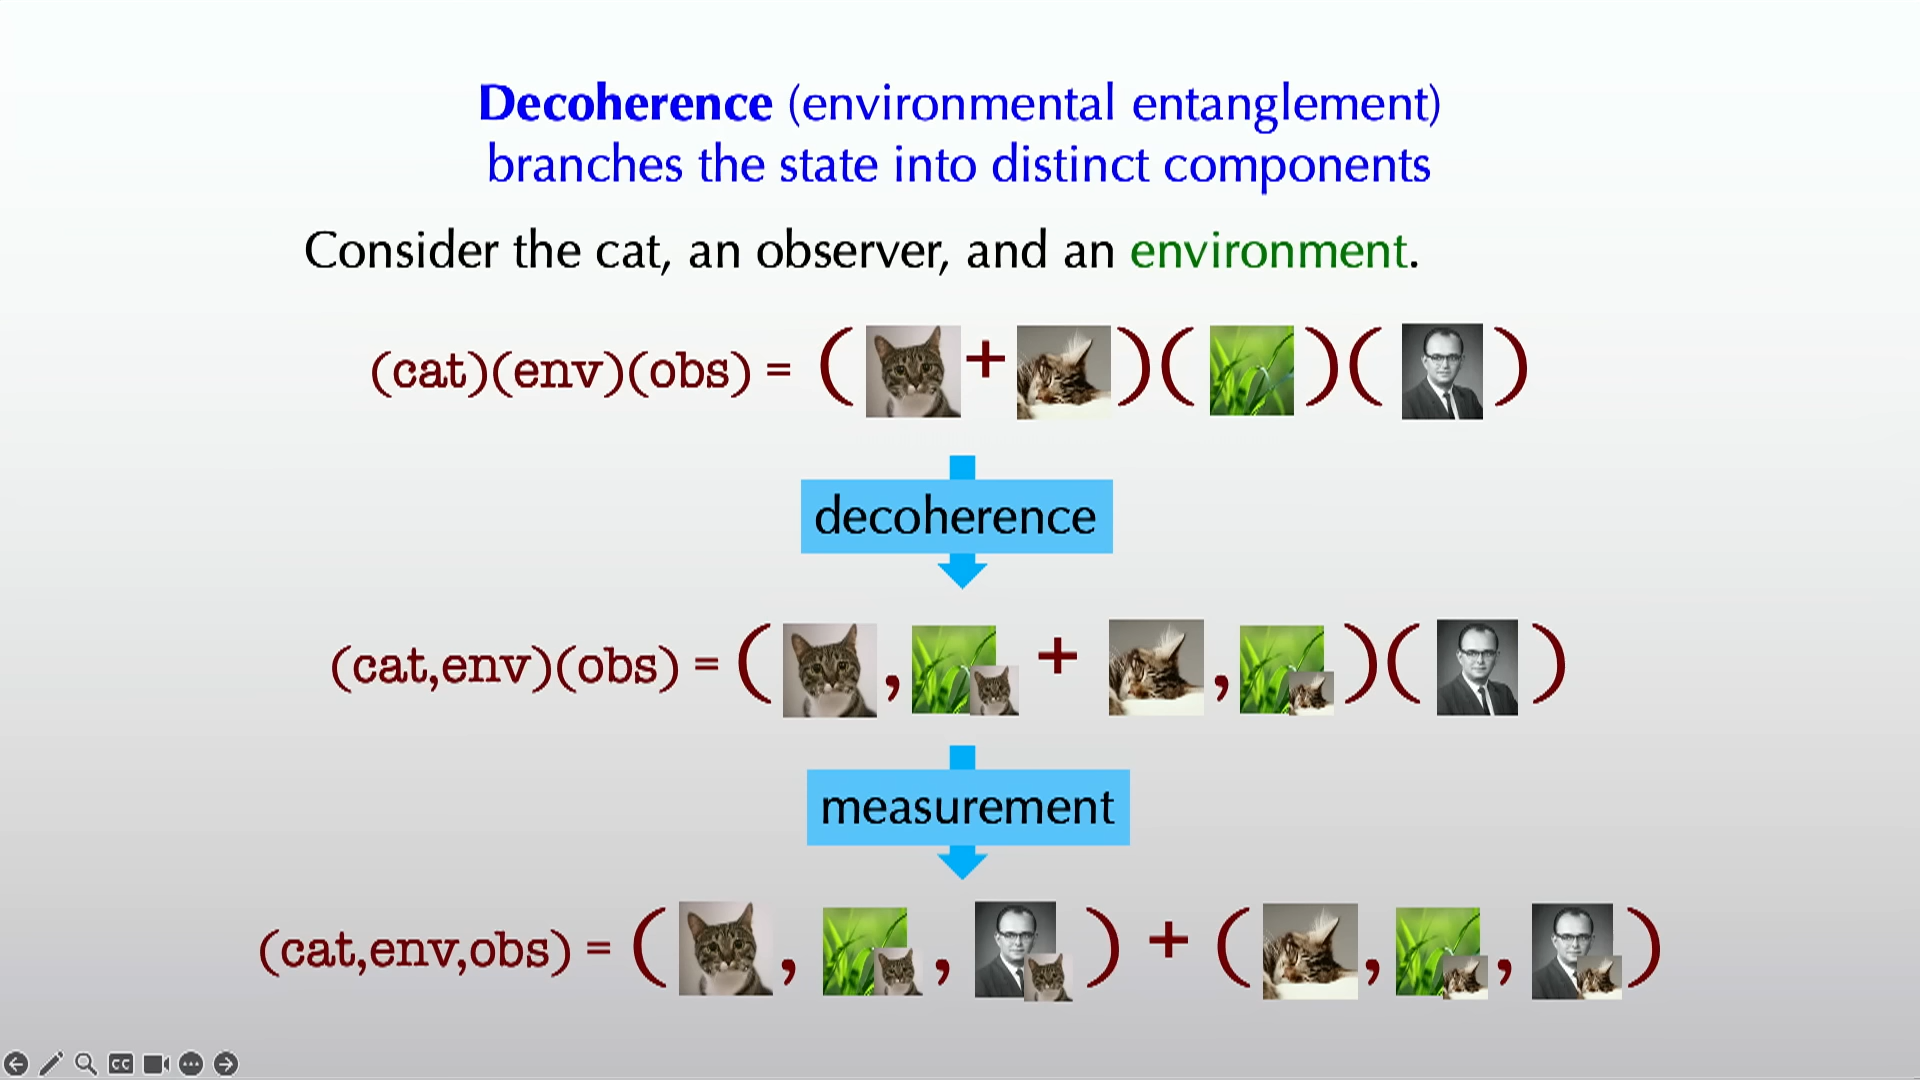 Decoherence (environmental entanglement)
branches the state into distinct components
Consider the cat, an observer, and an environment.
(cat)(env)(obs) = ( + )( )( )
decoherence
(cat,env)(obs) = ( , + , )( )
measurement
(cat,env,obs) = ( , , ) + ( , , )
CC